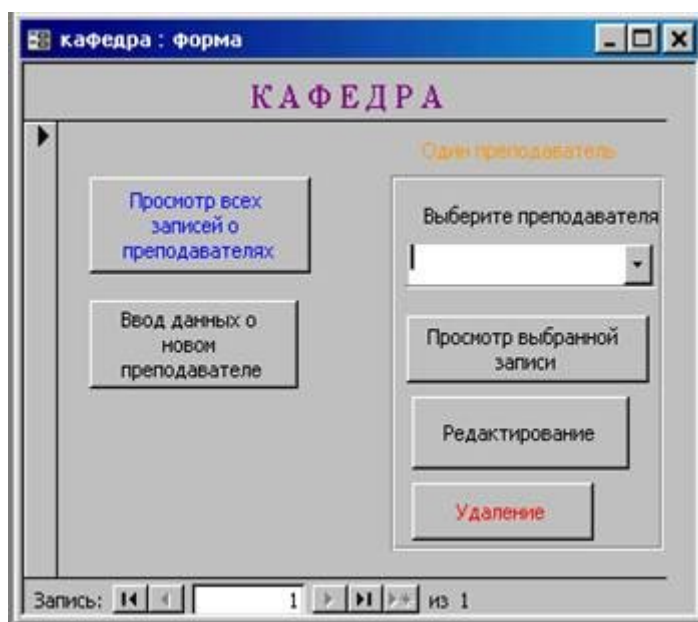 кафедра : форма
КАФЕДРА
Один преподаватель
Просмотр всех
записей о
преподавателях
Выберите преподавателя
Ввод данных о
новом
преподавателе
Просмотр выбранной
записи
Редактирование
Удаление
Запись: 1 из 1